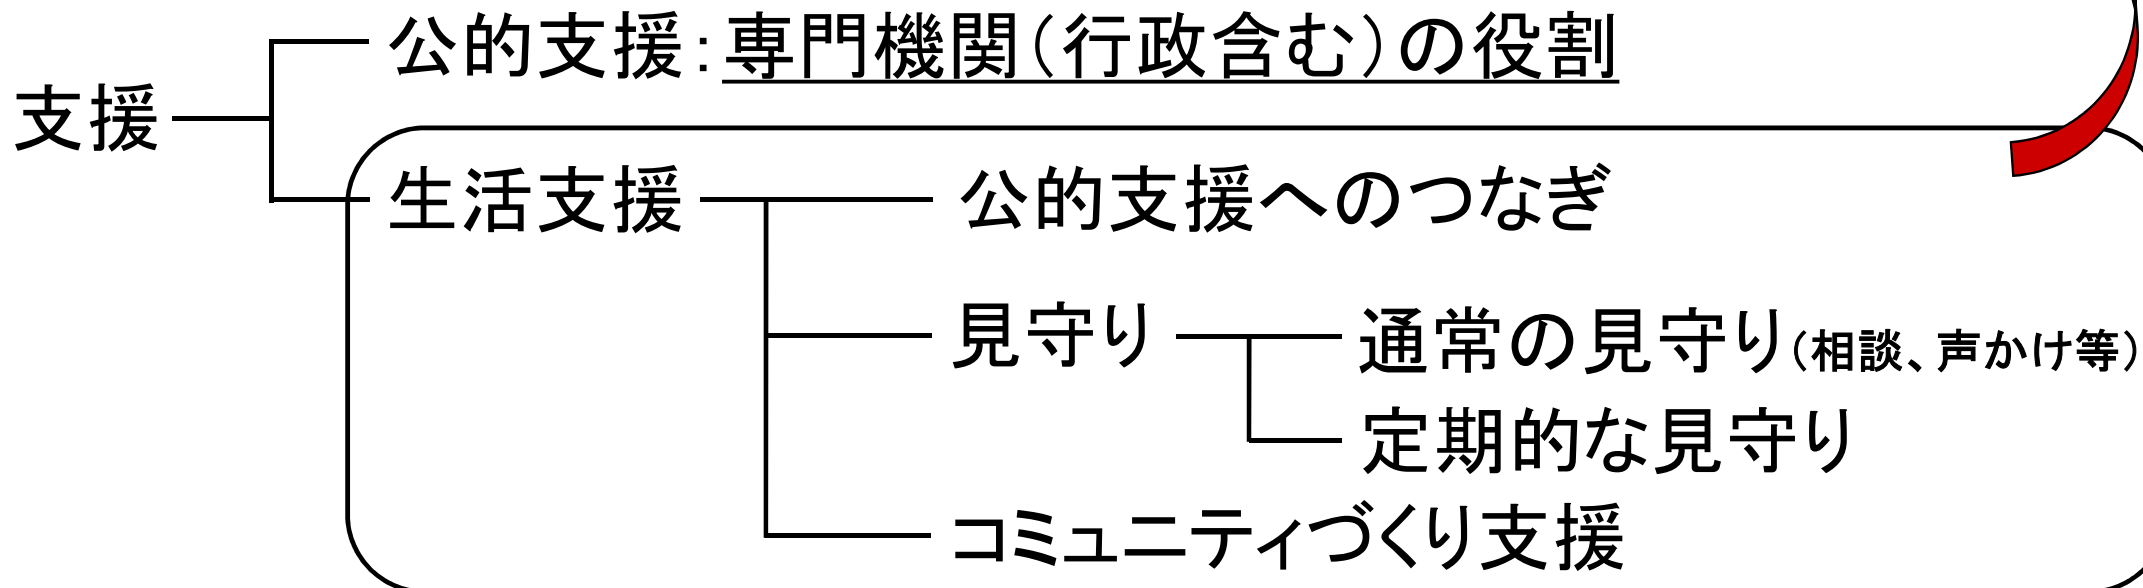 公的支援：専門機関（行政含む）の役割
支援
生活支援 公的支援へのつなぎ
見守り 通常の見守り（相談、声かけ等）
定期的な見守り
コミュニティづくり支援